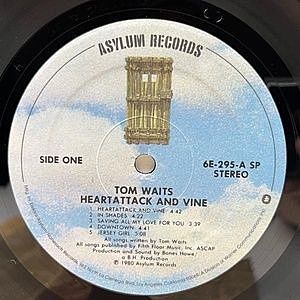 ASYLUM RECORDS
SIDE ONE
6E-295-A SP
STEREO
TOM WAITS
HEARTATTACK AND VINE
1. HEARTATTACK AND VINE 4:42
2. IN SHADES 4:22
3. SAVING ALL MY LOVE FOR YOU 3:39
4. DOWNTOWN 4:41
5. JERSEY GIRL 5:08
All songs written by Tom Waits
All songs published by Fifth Floor Music, Inc. ASCAP
Production and Sound by Bones Howe
a B.H. Production
℗ 1980 Asylum Records